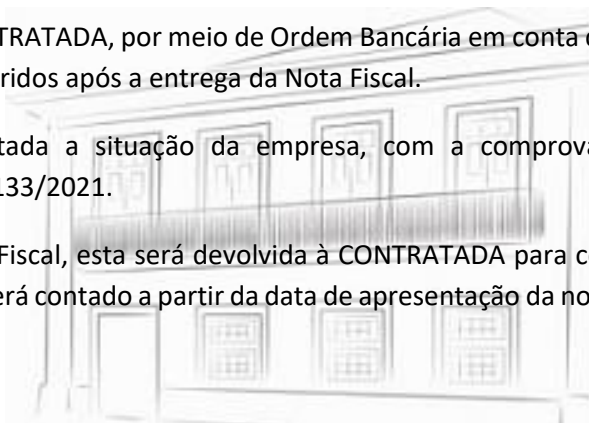 TRATADA, por meio de Ordem Bancária em conta
ridos após a entrega da Nota Fiscal.
tada a situação da empresa, com a comprova
133/2021.
Fiscal, esta será devolvida à CONTRATADA para c
erá contado a partir da data de apresentação da no